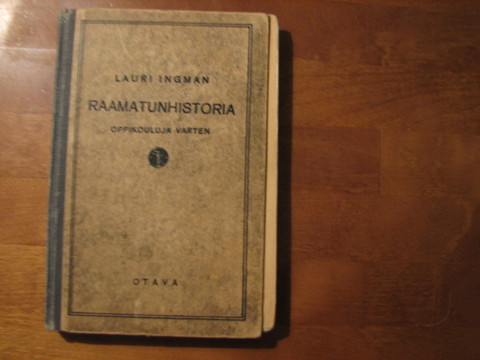 LAURI INGMAN
RAAMATUNHISTORIA
OPPIKOULUJA VARTEN
OTAVA